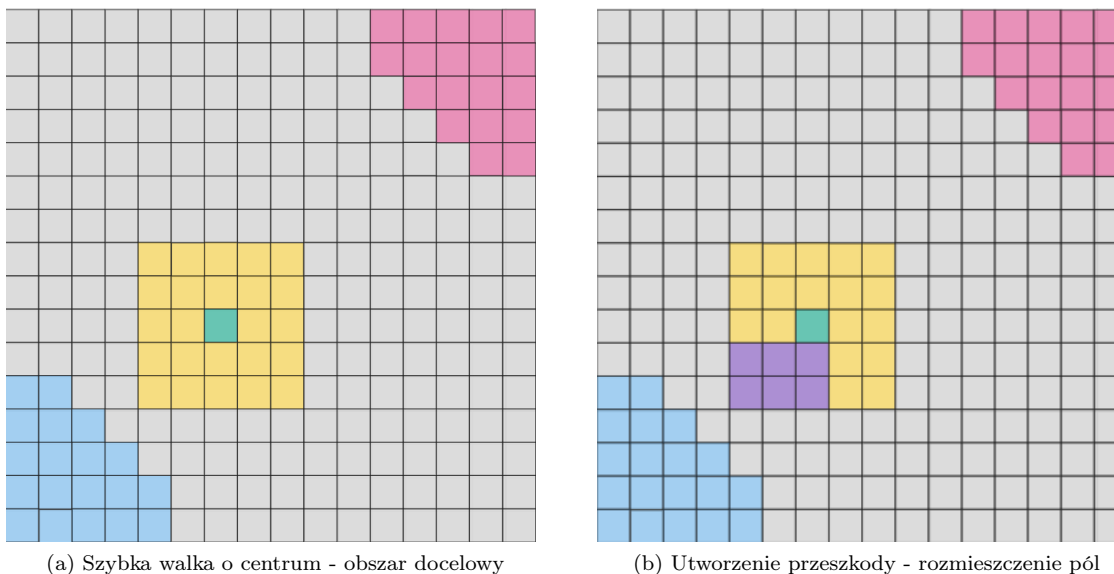 (a) Szybka walka o centrum - obszar docelowy
(b) Utworzenie przeszkody - rozmieszczenie pól